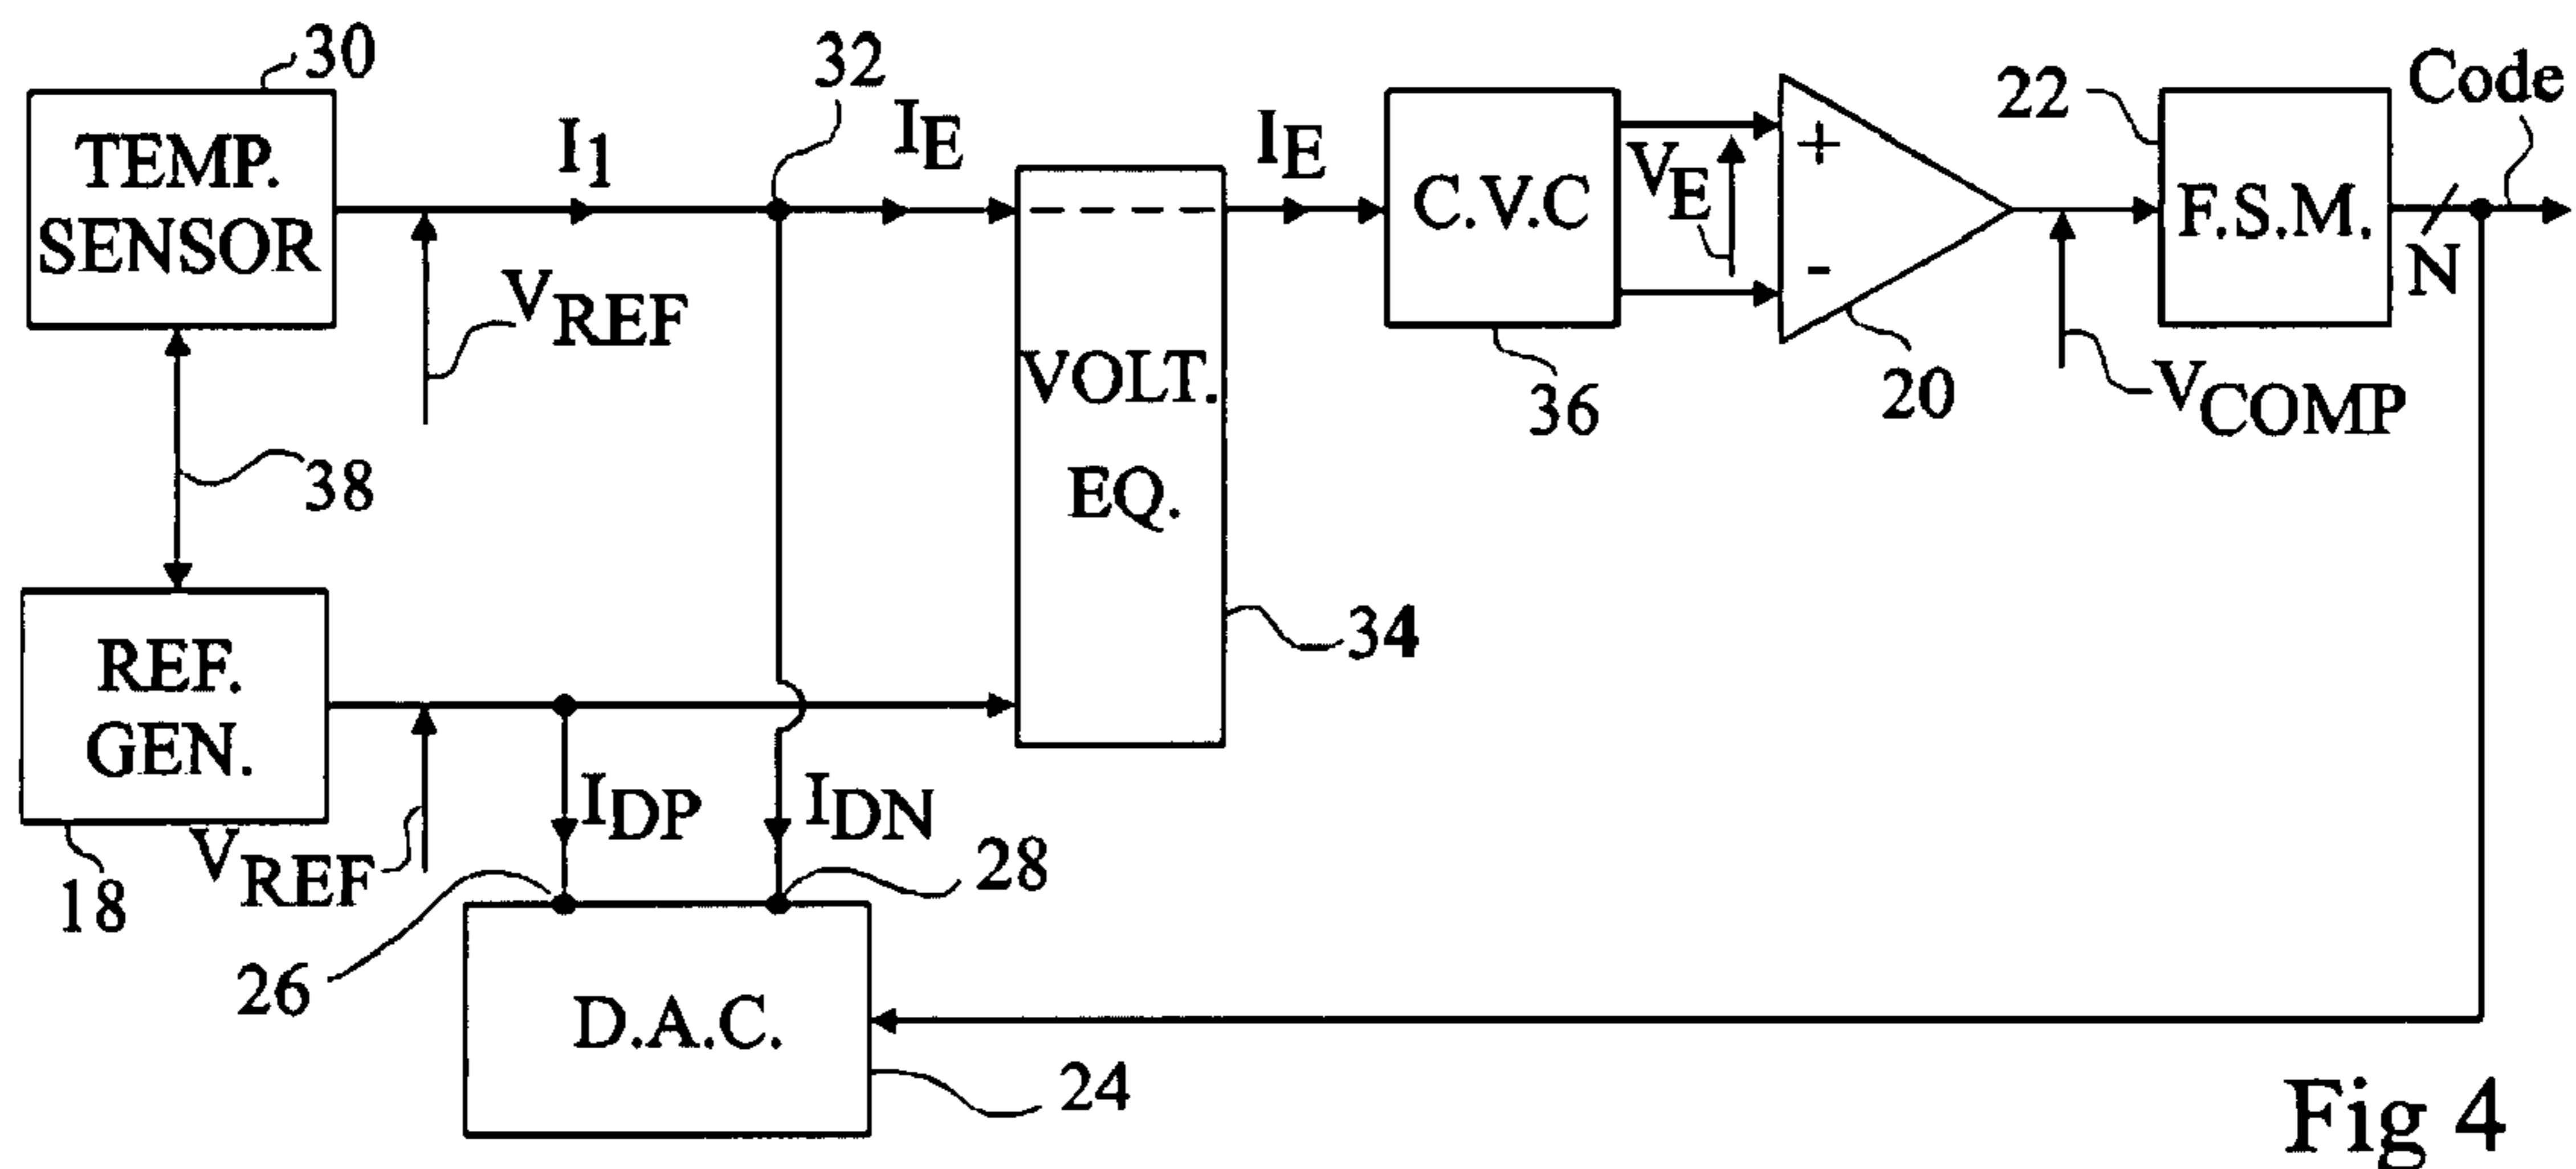 30
TEMP.
SENSOR
I1
32
IE
IE
VREF
38
VOLT.
EQ.
34
C.V.C
36
VE
+
-
20
VCOMP
22
F.S.M.
Code
N
REF.
GEN.
18
VREF
IDP
IDN
26
28
D.A.C.
24
Fig 4